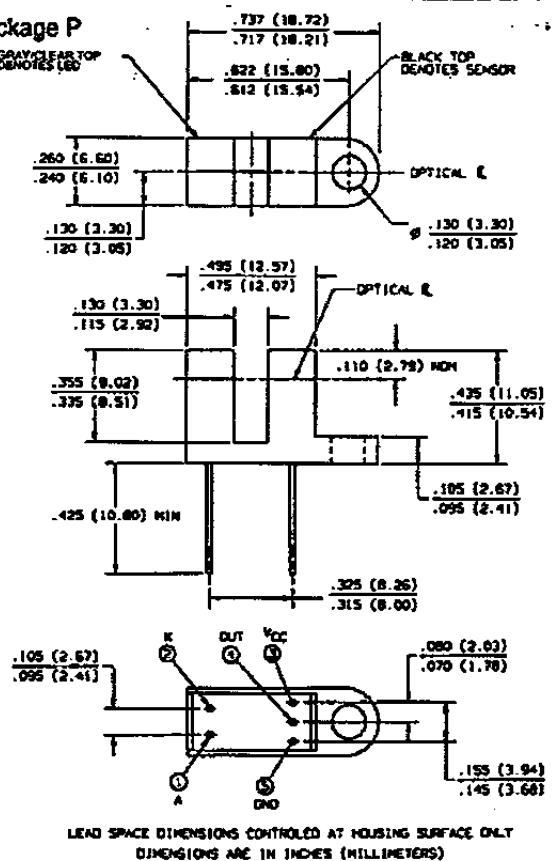 ckage P
GRAY/CLEAR TOP
DENOTES LED
.737 (18.72)
.717 (18.21)
.622 (15.80)
.612 (15.54)
BLACK TOP
DENOTES SENSOR
.260 (6.60)
.240 (6.10)
OPTICAL ℄
.130 (3.30)
.120 (3.05)
ø .130 (3.30)
.120 (3.05)
.495 (12.57)
.475 (12.07)
.130 (3.30)
.115 (2.92)
OPTICAL ℄
.110 (2.79) NOM
.355 (9.02)
.335 (8.51)
.435 (11.05)
.415 (10.54)
.105 (2.67)
.095 (2.41)
.425 (10.80) MIN
.325 (8.26)
.315 (8.00)
K
2
OUT
4
VCC
.105 (2.67)
.095 (2.41)
.080 (2.03)
.070 (1.78)
1
A
5
GND
.155 (3.94)
.145 (3.68)
LEAD SPACE DIMENSIONS CONTROLED AT HOUSING SURFACE ONLY
DIMENSIONS ARE IN INCHES (MILLIMETERS)